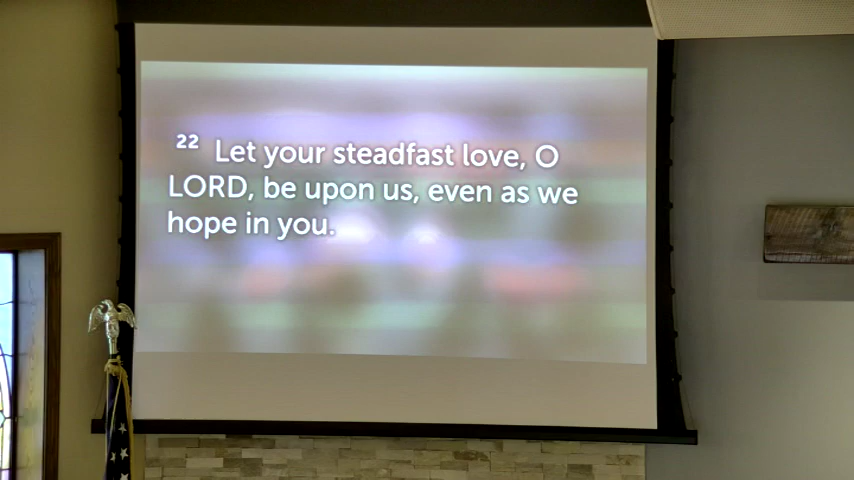 22 Let your steadfast love, O
LORD, be upon us, even as we
hope in you.